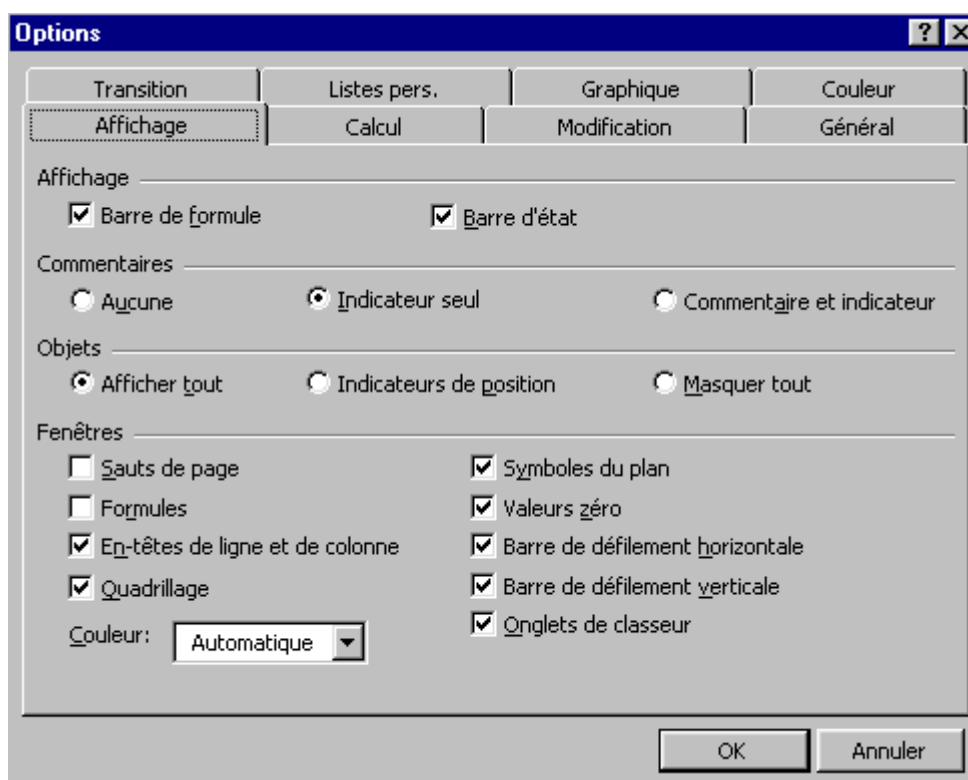 Options
Transition Listes pers. Graphique Couleur
Affichage Calcul Modification Général
Affichage
Barre de formule Barre d'état
Commentaires
Aucune Indicateur seul Commentaire et indicateur
Objets
Afficher tout Indicateurs de position Masquer tout
Fenêtres
Sauts de page Symboles du plan
Formules Valeurs zéro
En-têtes de ligne et de colonne Barre de défilement horizontale
Quadrillage Barre de défilement verticale
Couleur: Automatique Onglets de classeur
OK Annuler